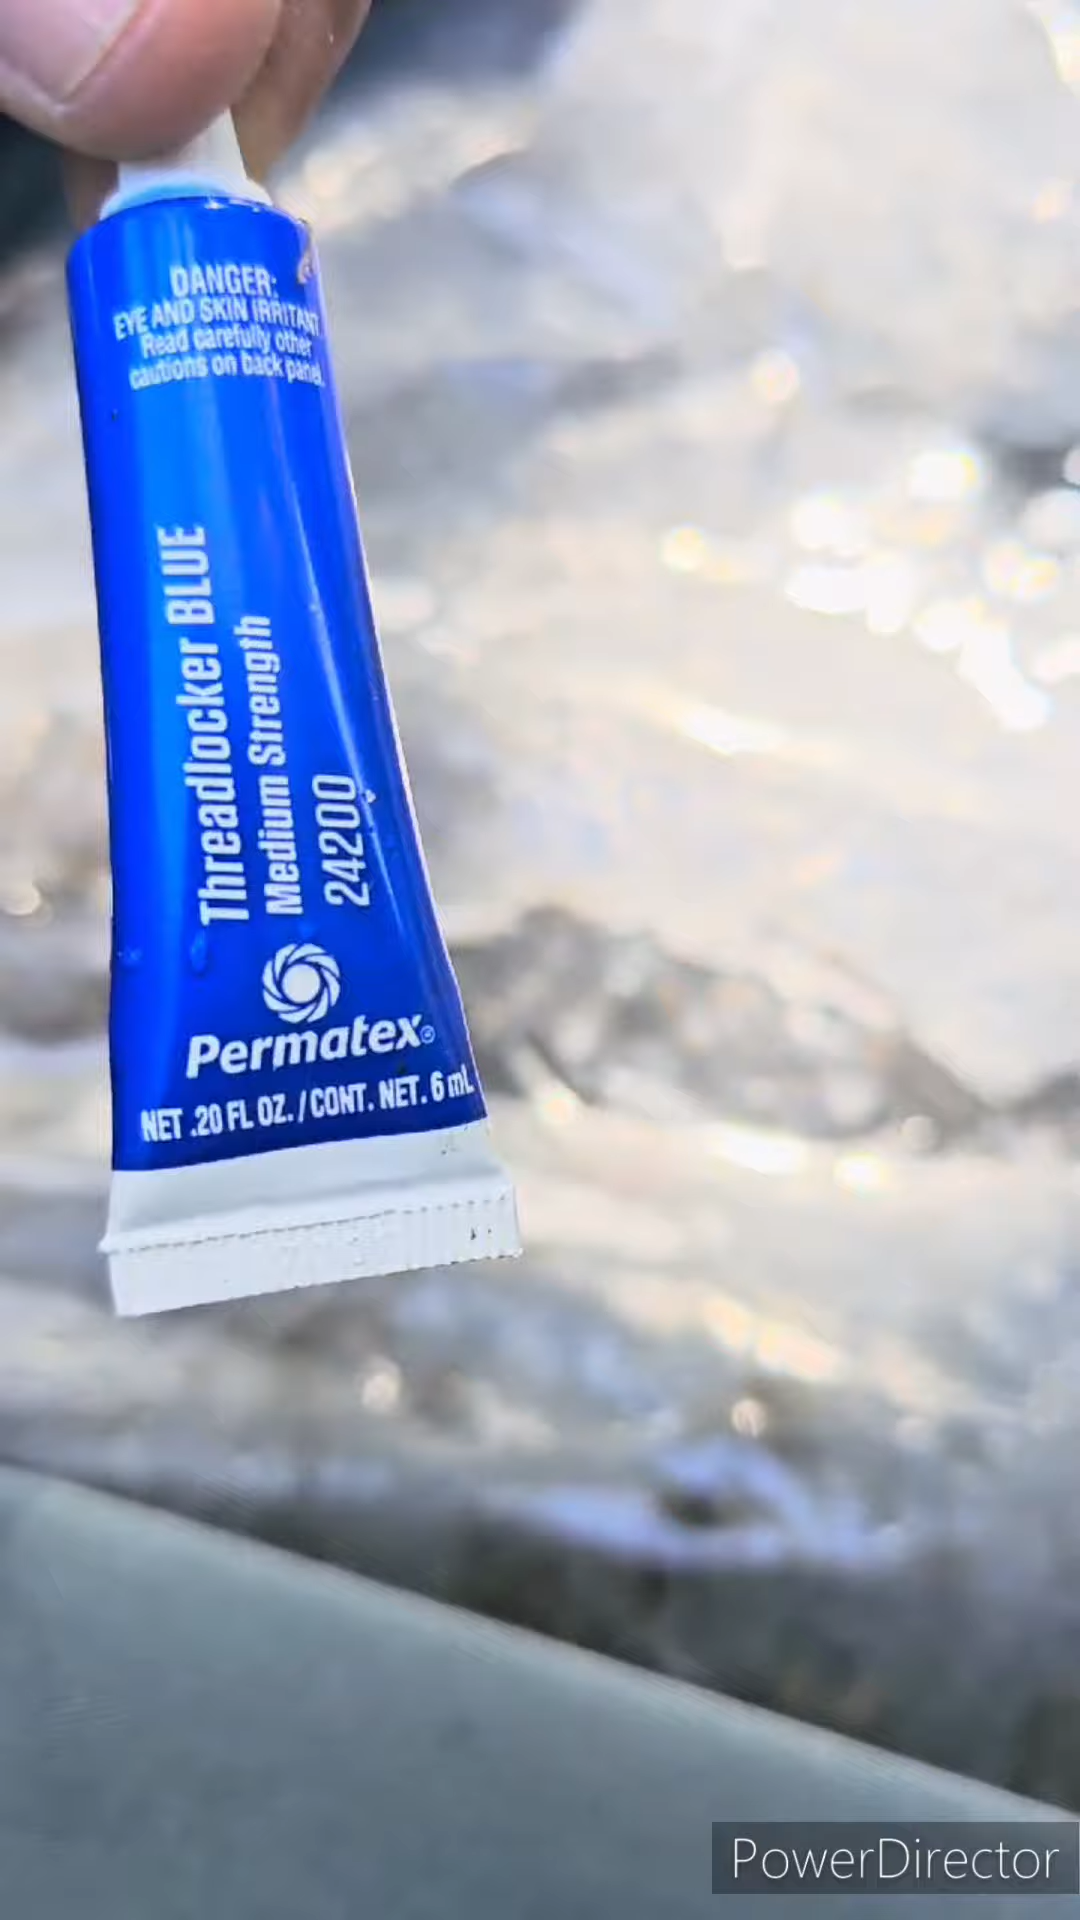 DANGER:
EYE AND SKIN IRRITANT
Read carefully other
cautions on back panel.
Threadlocker BLUE
Medium Strength
24200
Permatex®
NET .20 FL OZ. / CONT. NET. 6 mL
PowerDirector